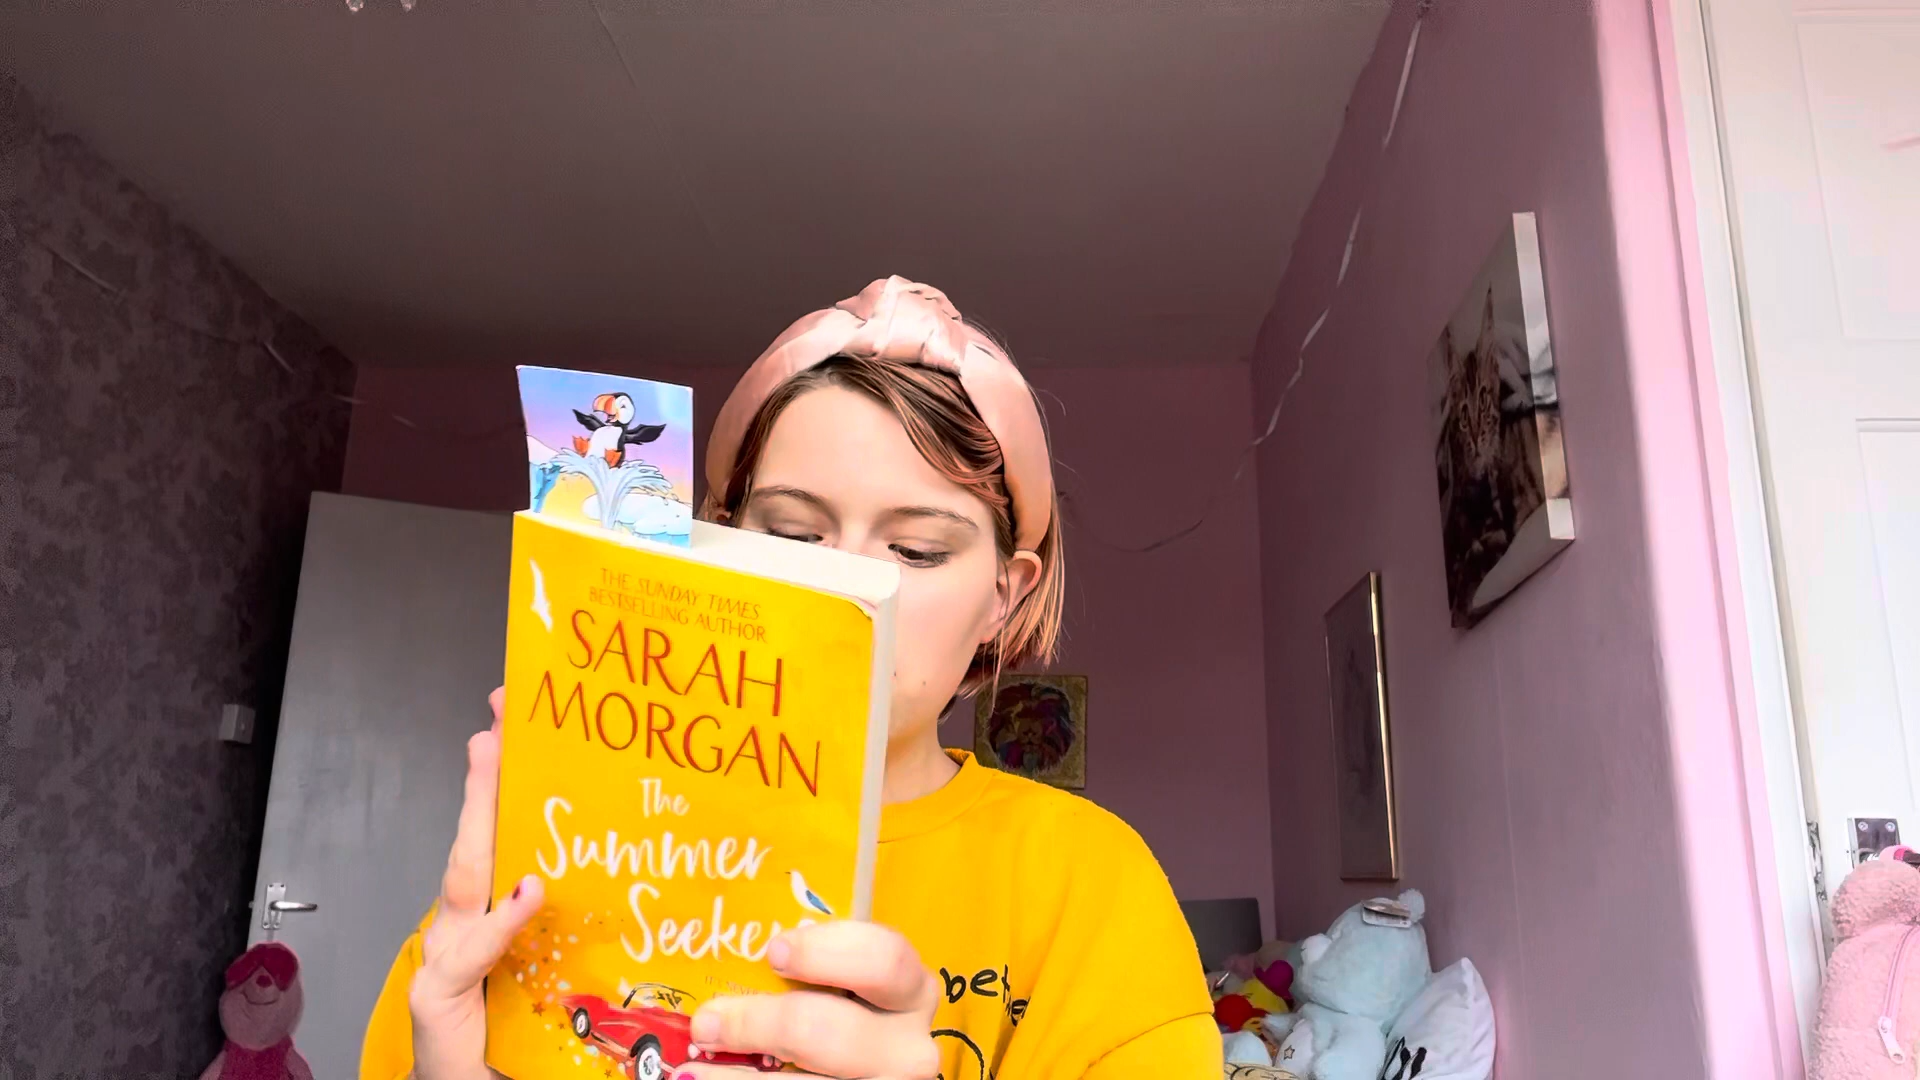 THE SUNDAY TIMES
BESTSELLING AUTHOR
SARAH
MORGAN
The
Summer
Seeke
be